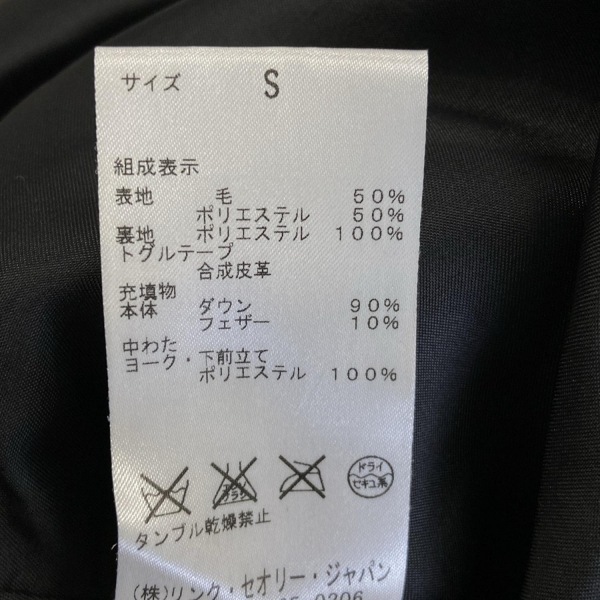 サイズ S
組成表示
表地 毛 50%
ポリエステル 50%
裏地 ポリエステル 100%
トグルテープ
合成皮革
充填物
本体 ダウン 90%
フェザー 10%
中わた
ヨーク・下前立て
ポリエステル 100%
ドライ
セキユ系
タンブル乾燥禁止
(株)リンク・セオリー・ジャパン